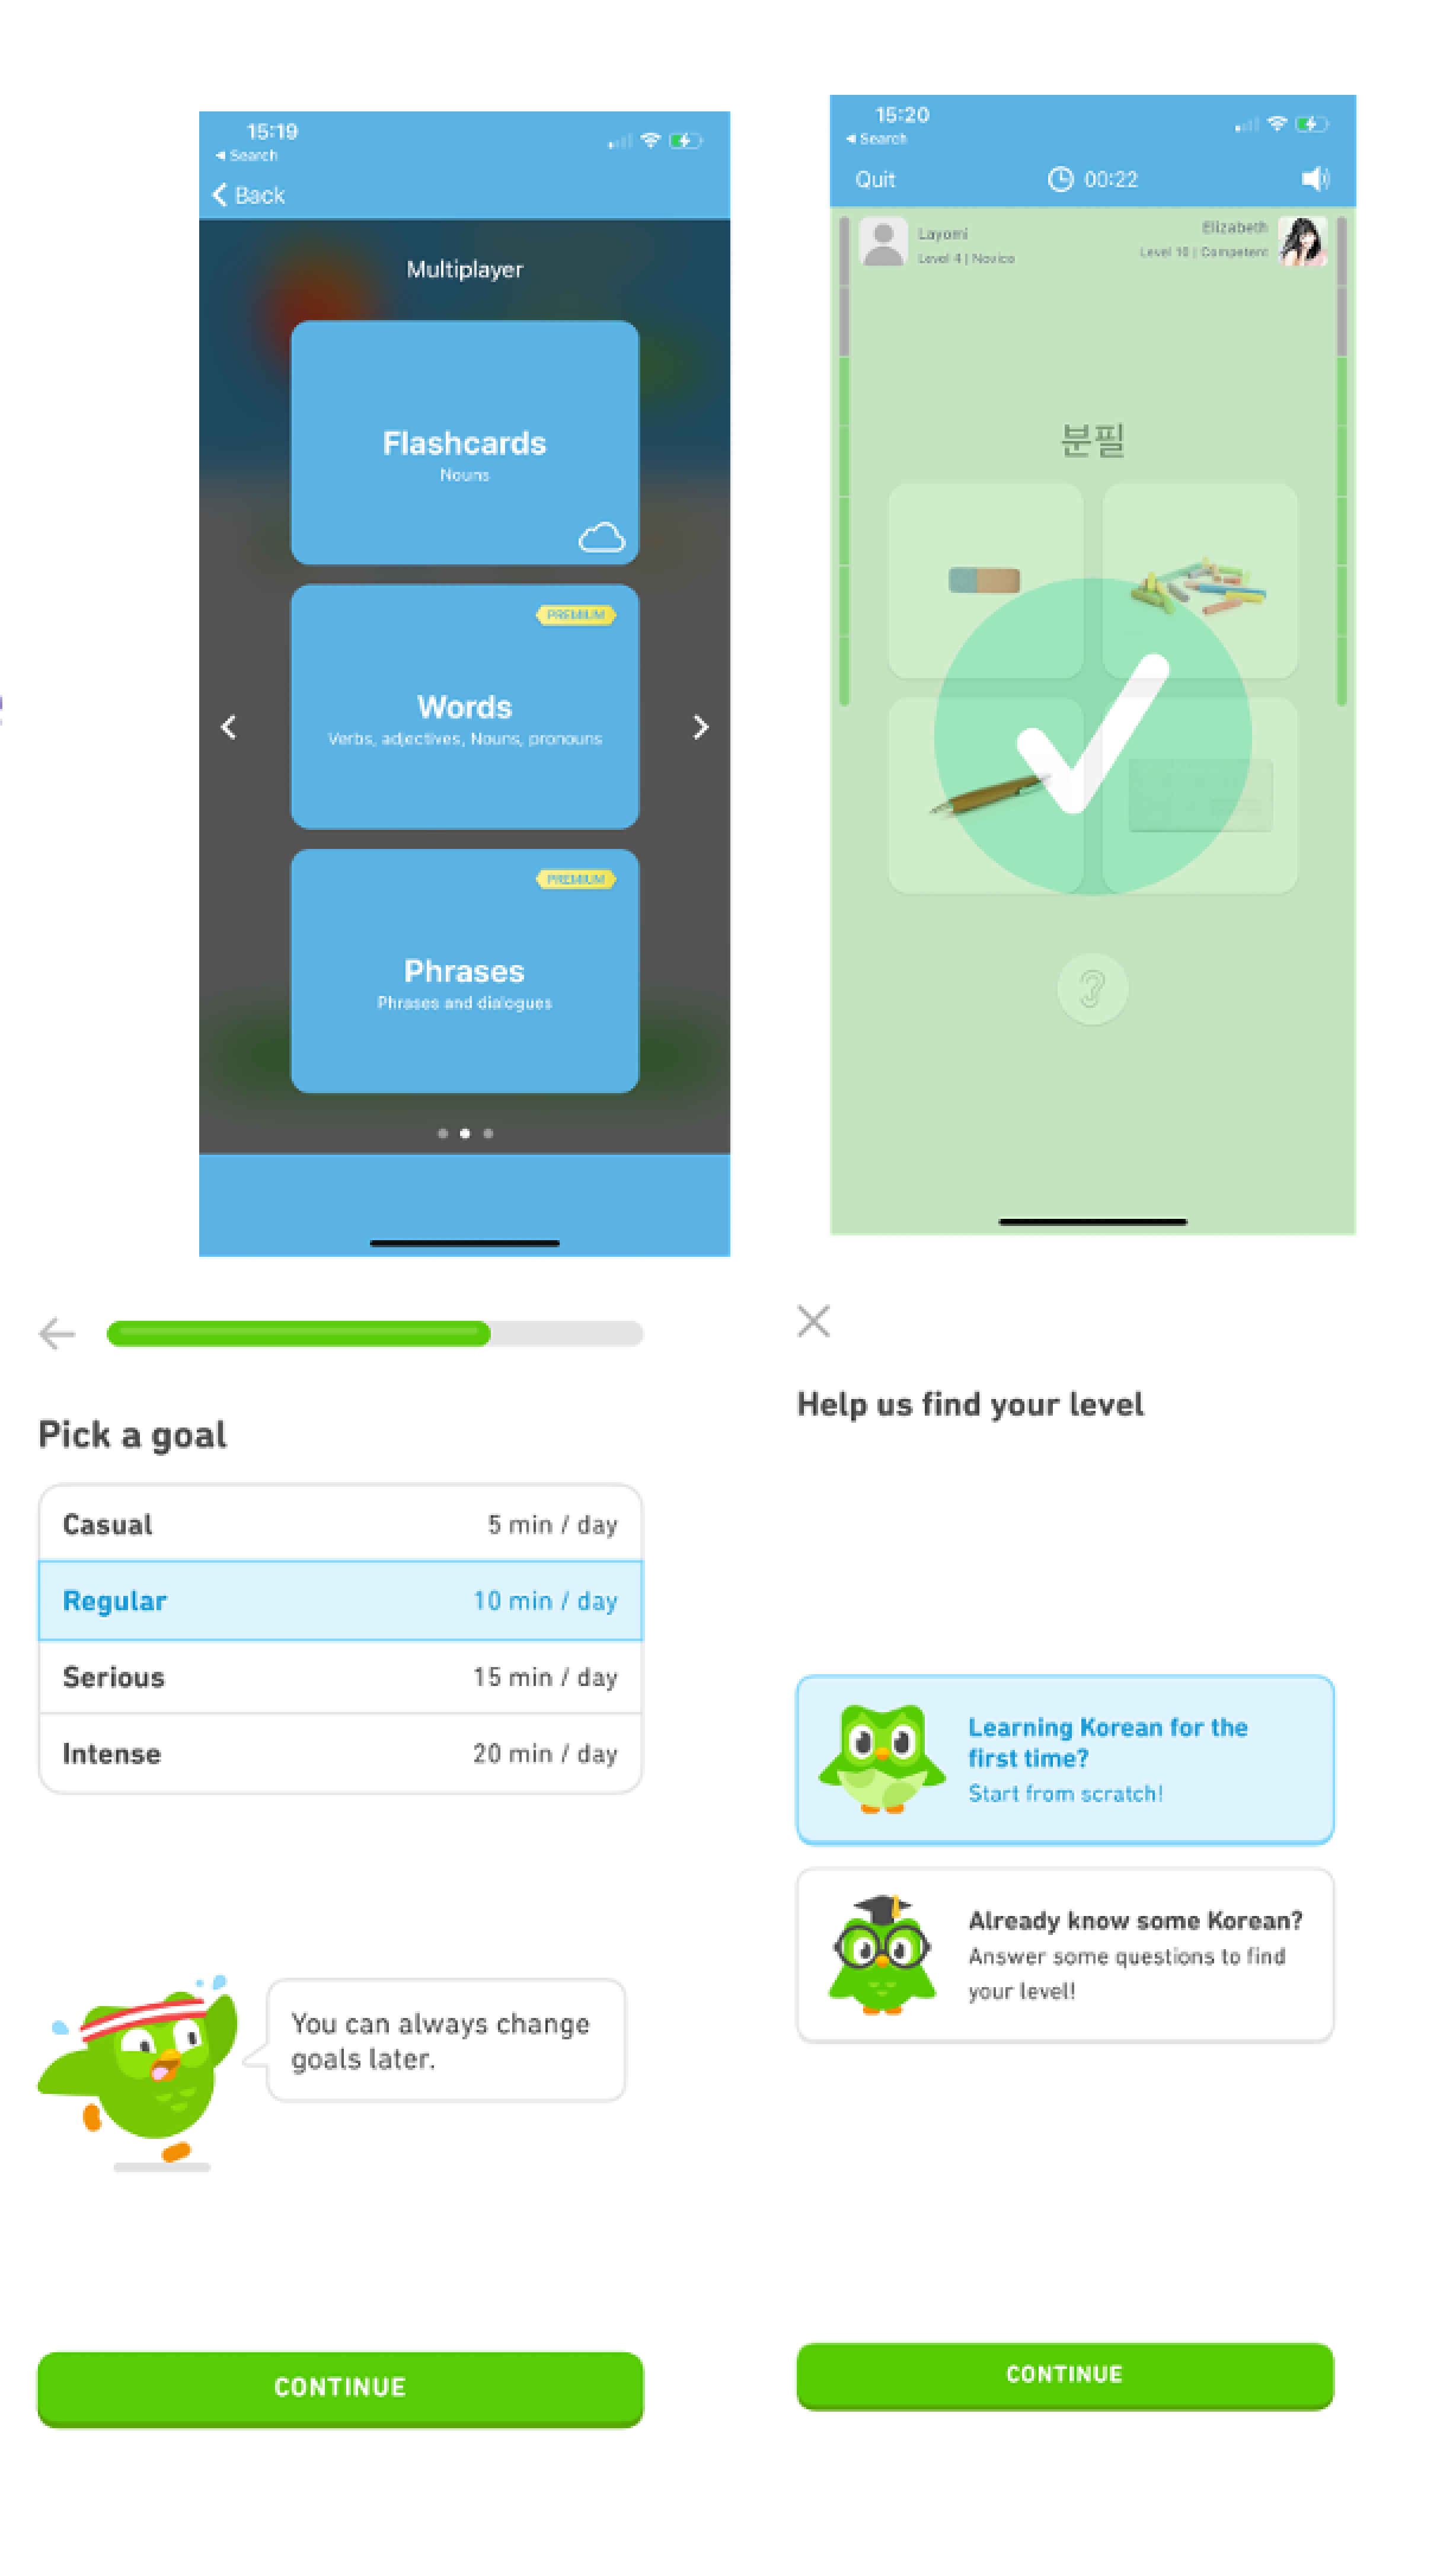 15:19
Search
Back
Multiplayer
Flashcards
Nouns
PREMIUM
Words
Verbs, adjectives, Nouns, pronouns
PREMIUM
Phrases
Phrases and dialogues
15:20
Search
Quit
00:22
Layomi
Level 4 | Novice
Elizabeth
Level 10 | Competent
분필
Pick a goal
Casual 5 min / day
Regular 10 min / day
Serious 15 min / day
Intense 20 min / day
You can always change
goals later.
CONTINUE
Help us find your level
Learning Korean for the
first time?
Start from scratch!
Already know some Korean?
Answer some questions to find
your level!
CONTINUE